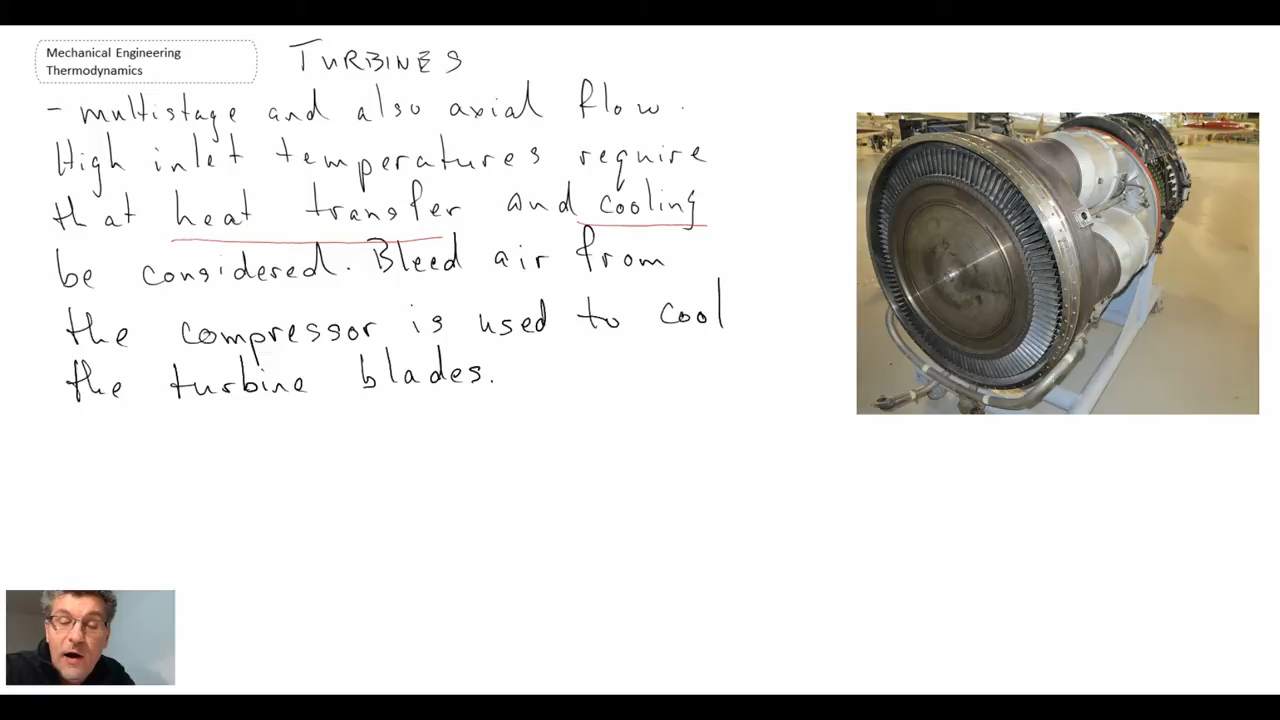 Mechanical Engineering
Thermodynamics
TURBINES
- multistage and also axial flow.
High inlet temperatures require
that heat transfer and cooling
be considered. Bleed air from
the compressor is used to cool
the turbine blades.